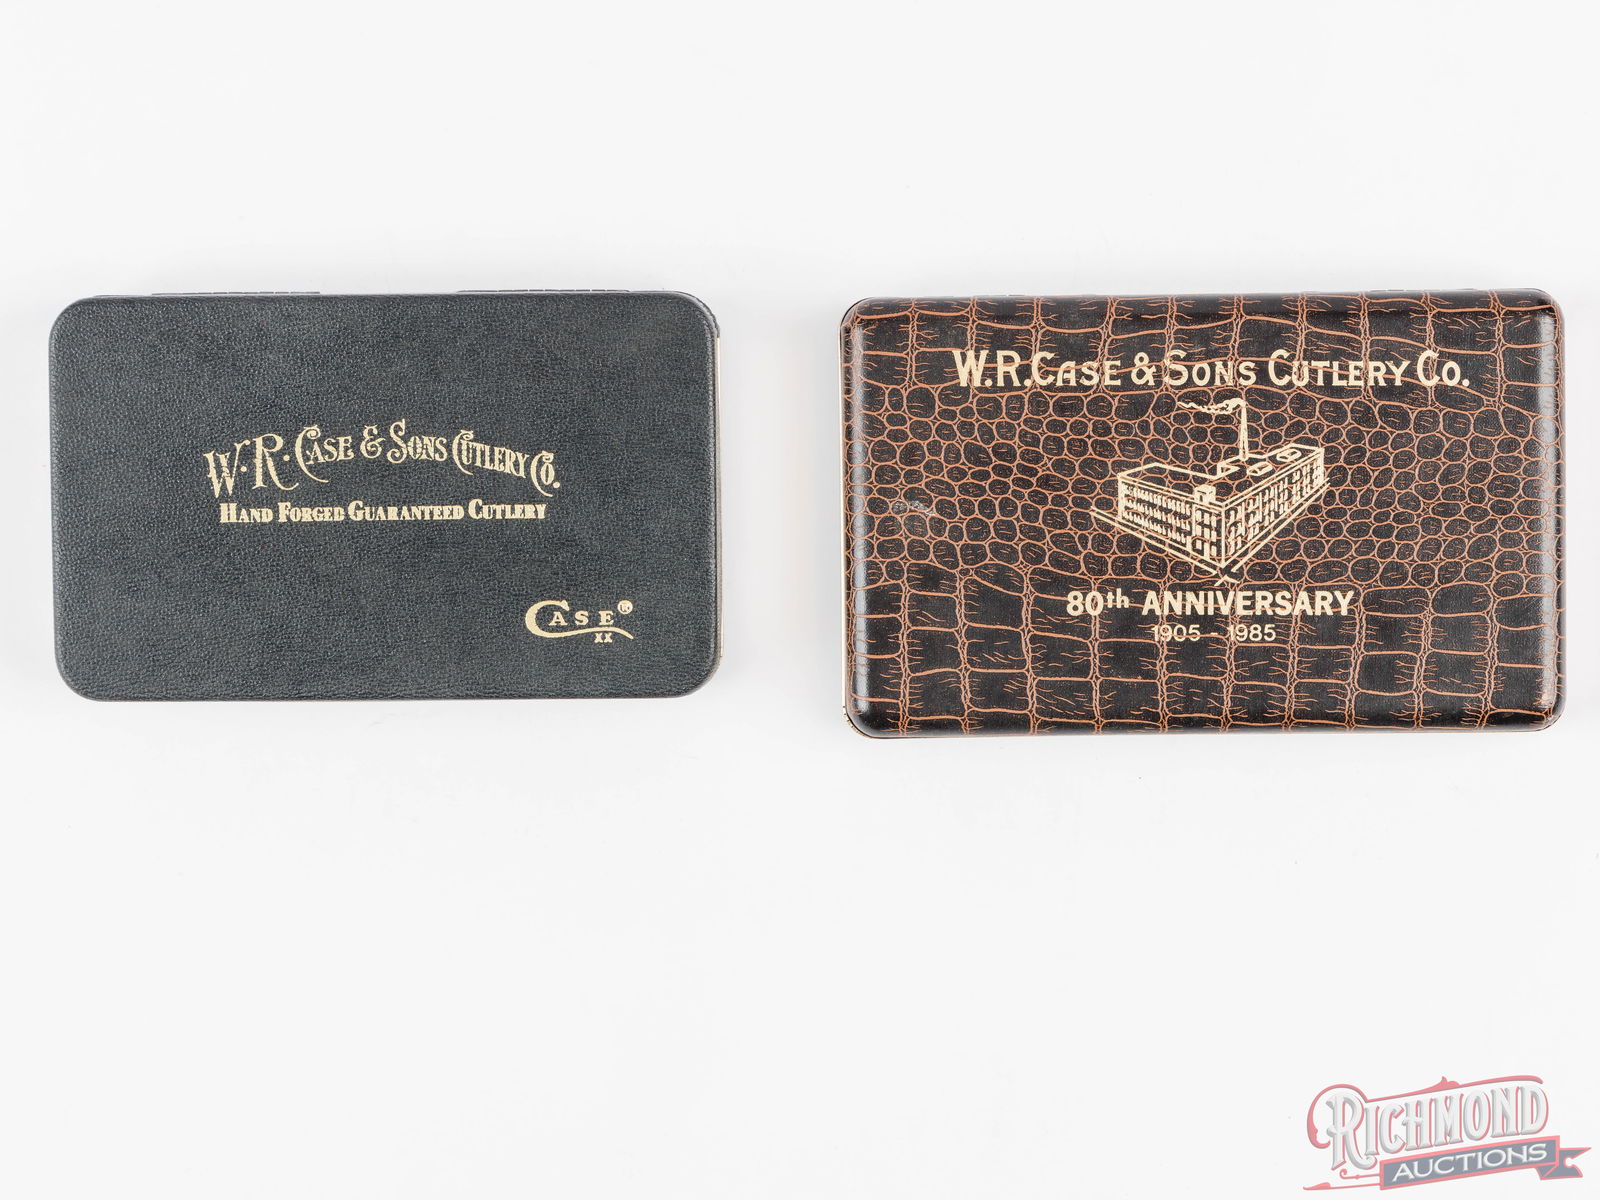 W.R. CASE & SONS CUTLERY CO.
HAND FORGED GUARANTEED CUTLERY
CASE®
XX
W.R. CASE & SONS CUTLERY CO.
80th ANNIVERSARY
1905 - 1985
RICHMOND
AUCTIONS